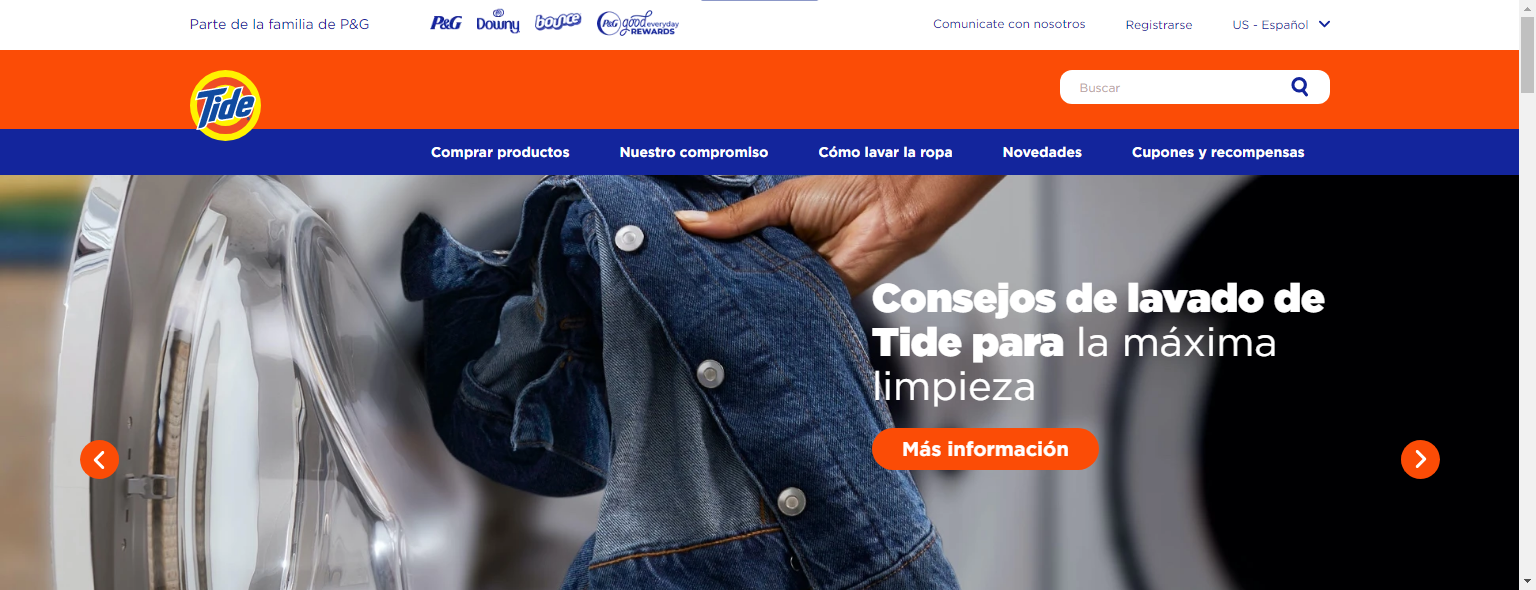 Parte de la familia de P&G
P&G Downy bounce P&G good everyday REWARDS
Comunicate con nosotros
Registrarse
US - Español
Tide
Buscar
Comprar productos
Nuestro compromiso
Cómo lavar la ropa
Novedades
Cupones y recompensas
Consejos de lavado de
Tide para la máxima
limpieza
Más información